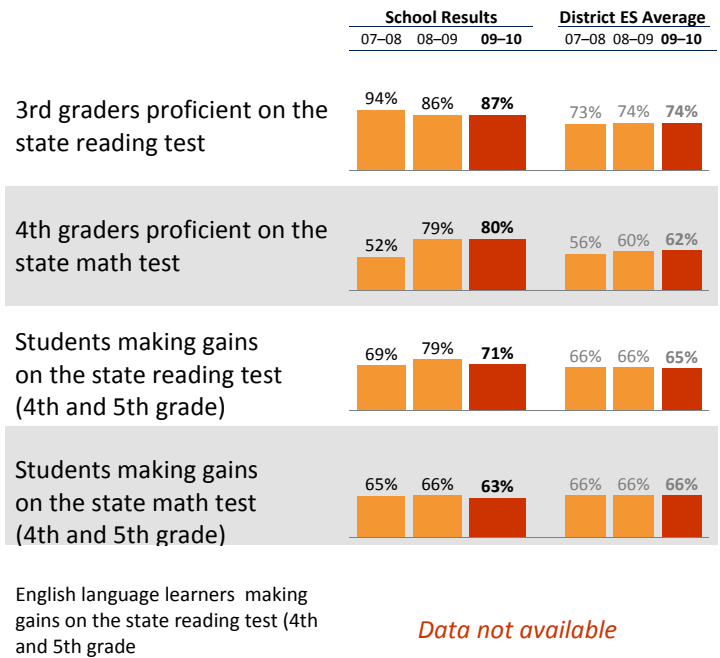 School Results District ES Average
07–08 08–09 09–10 07–08 08–09 09–10
3rd graders proficient on the
state reading test
94% 86% 87% 73% 74% 74%
4th graders proficient on the
state math test
52% 79% 80% 56% 60% 62%
Students making gains
on the state reading test
(4th and 5th grade)
69% 79% 71% 66% 66% 65%
Students making gains
on the state math test
(4th and 5th grade)
65% 66% 63% 66% 66% 66%
English language learners making
gains on the state reading test (4th
and 5th grade
Data not available